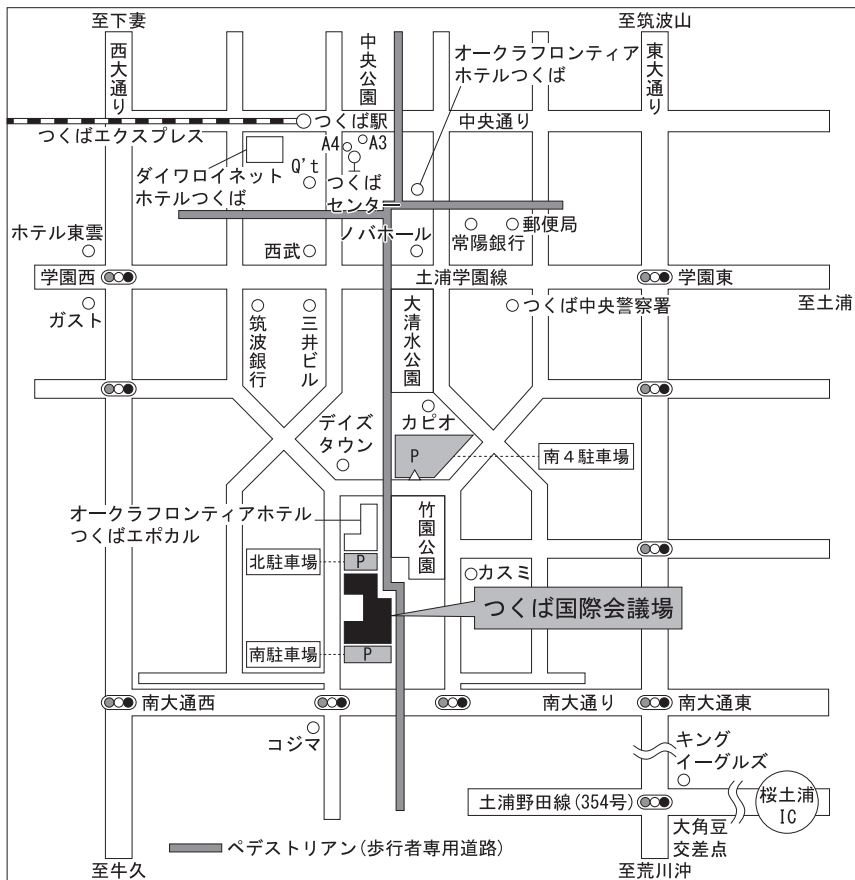 至下妻
至筑波山
西大通り
中央公園
オークラフロンティア
ホテルつくば
東大通り
つくば駅
中央通り
つくばエクスプレス
A4
A3
ダイワロイネット
ホテルつくば
Q't
つくば
センター
ホテル東雲
西武
ノバホール
常陽銀行
郵便局
学園西
土浦学園線
学園東
至土浦
ガスト
筑波銀行
三井ビル
大清水公園
つくば中央警察署
デイズ
タウン
カピオ
P
南４駐車場
オークラフロンティアホテル
つくばエポカル
竹園公園
北駐車場
P
カスミ
つくば国際会議場
南駐車場
P
南大通西
南大通り
南大通東
コジマ
キング
イーグルズ
土浦野田線(354号)
桜土浦
IC
大角豆
交差点
ペデストリアン(歩行者専用道路)
至牛久
至荒川沖